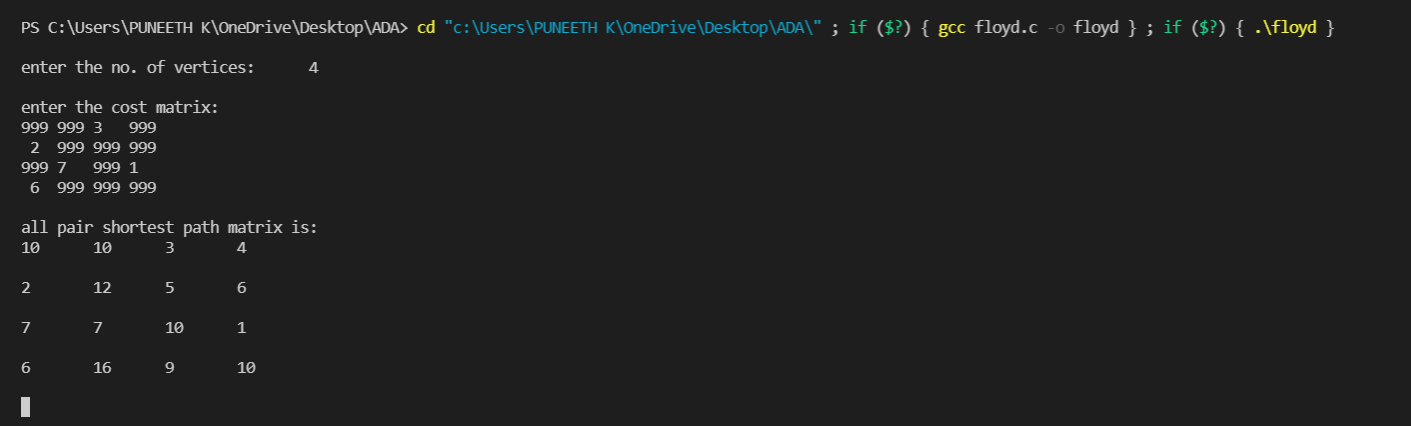 PS C:\Users\PUNEETH K\OneDrive\Desktop\ADA> cd "c:\Users\PUNEETH K\OneDrive\Desktop\ADA\" ; if ($?) { gcc floyd.c -o floyd } ; if ($?) { .\floyd }
enter the no. of vertices:      4
enter the cost matrix:
999 999 3   999
 2  999 999 999
999 7   999 1
 6  999 999 999
all pair shortest path matrix is:
10      10      3       4
2       12      5       6
7       7       10      1
6       16      9       10